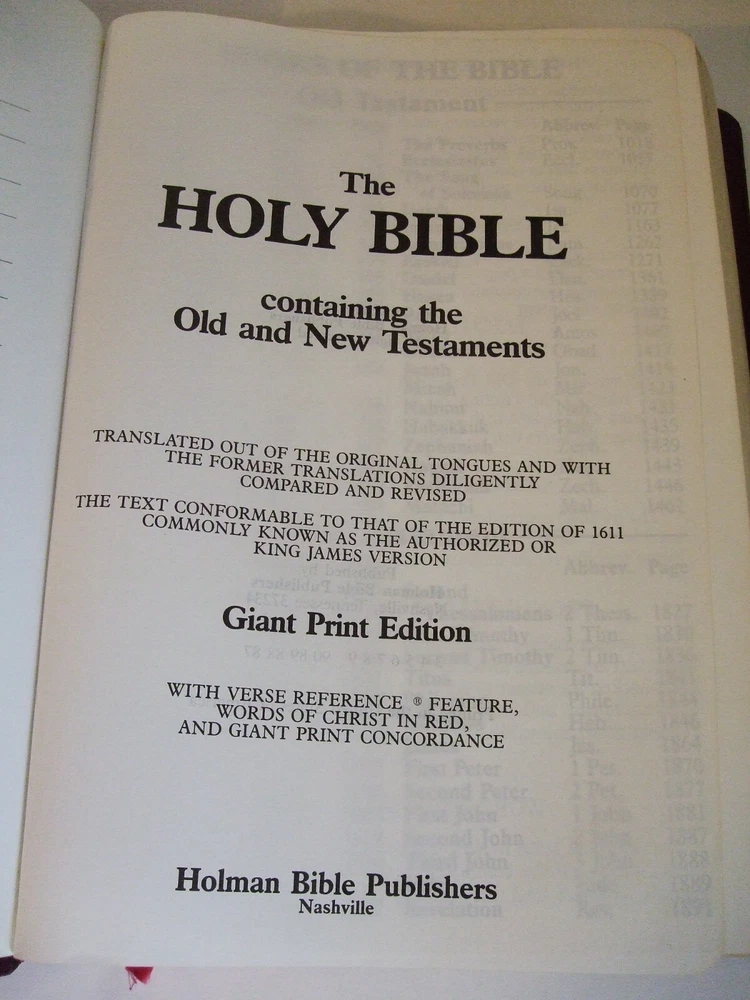 The
HOLY BIBLE
containing the
Old and New Testaments
TRANSLATED OUT OF THE ORIGINAL TONGUES AND WITH
THE FORMER TRANSLATIONS DILIGENTLY
COMPARED AND REVISED
THE TEXT CONFORMABLE TO THAT OF THE EDITION OF 1611
COMMONLY KNOWN AS THE AUTHORIZED OR
KING JAMES VERSION
Giant Print Edition
WITH VERSE REFERENCE ® FEATURE,
WORDS OF CHRIST IN RED,
AND GIANT PRINT CONCORDANCE
Holman Bible Publishers
Nashville